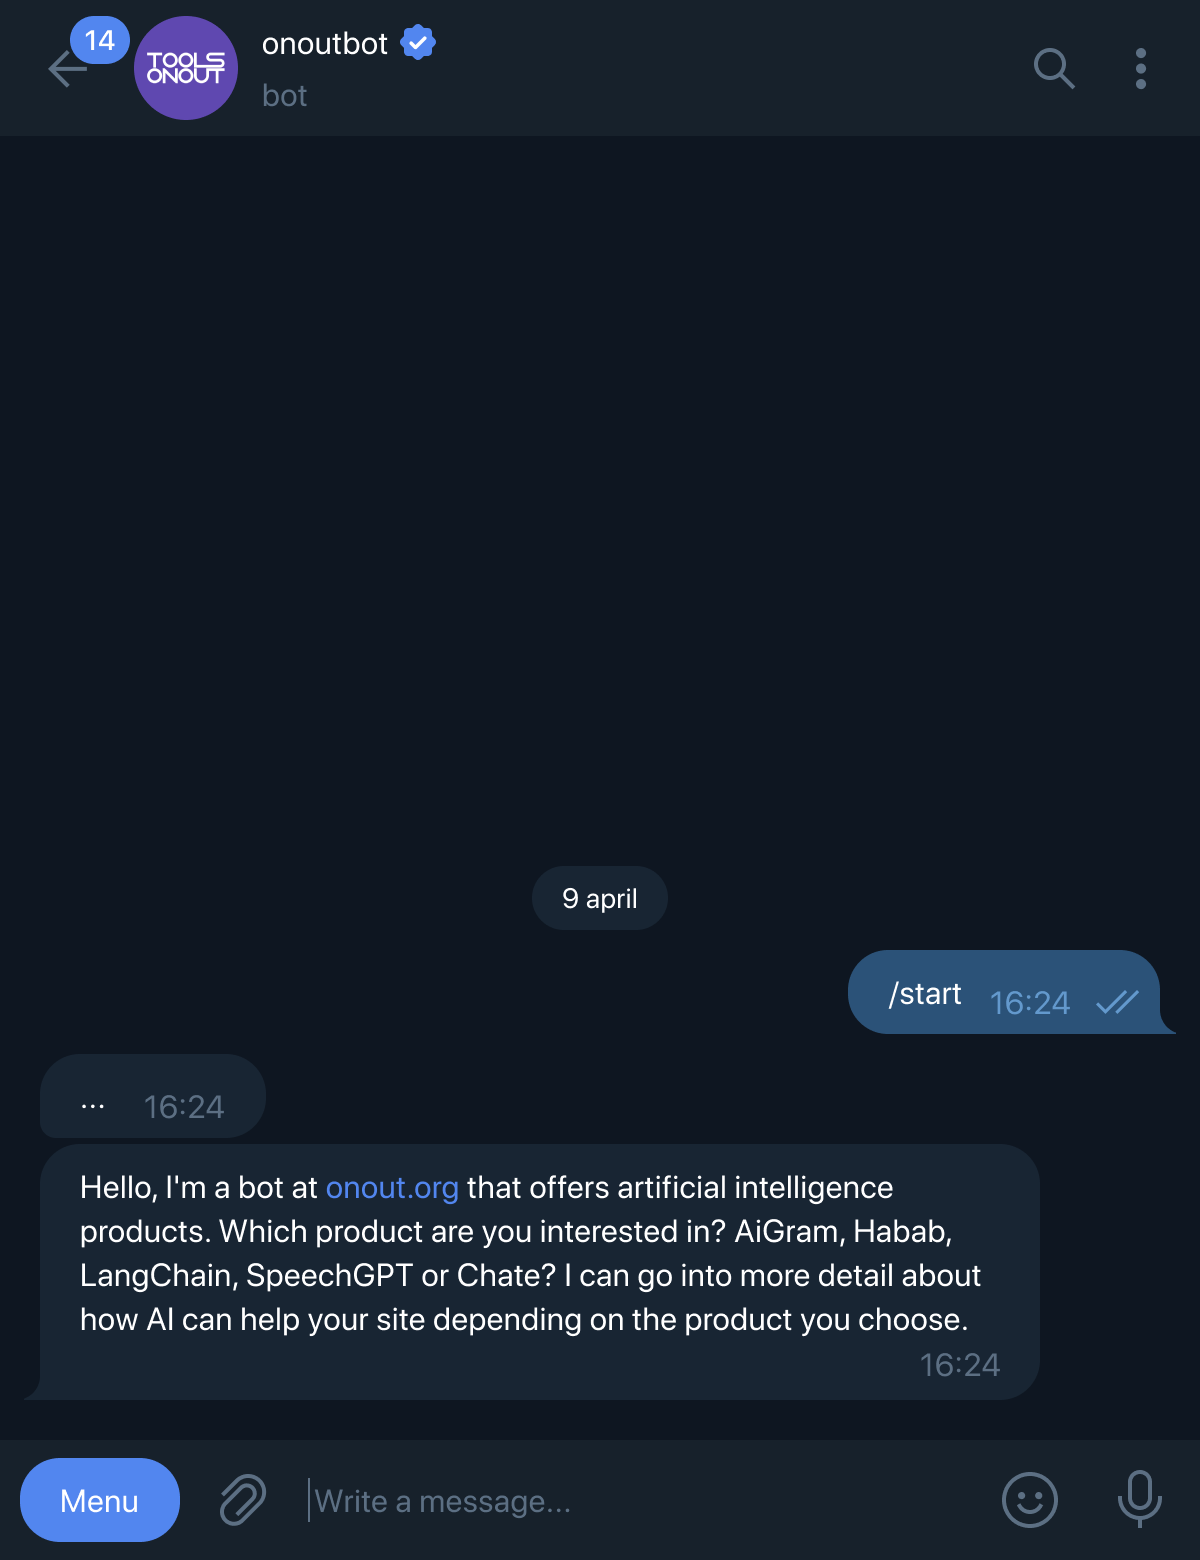 14
TOOLS
ONOUT
onoutbot
bot
9 april
/start 16:24
... 16:24
Hello, I'm a bot at onout.org that offers artificial intelligence
products. Which product are you interested in? AiGram, Habab,
LangChain, SpeechGPT or Chate? I can go into more detail about
how AI can help your site depending on the product you choose.
16:24
Menu
Write a message...